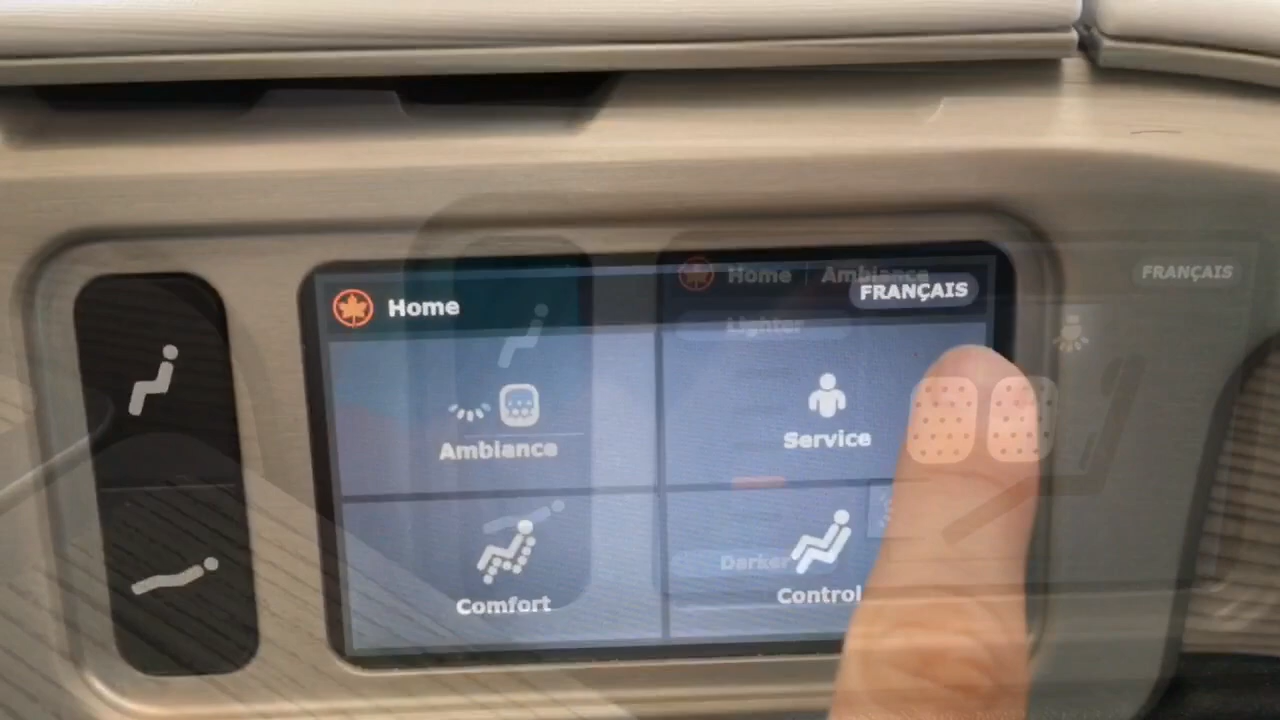 Home Ambiance
Home
FRANÇAIS
FRANÇAIS
Lighter
Ambiance
Service
Darker
Comfort
Control